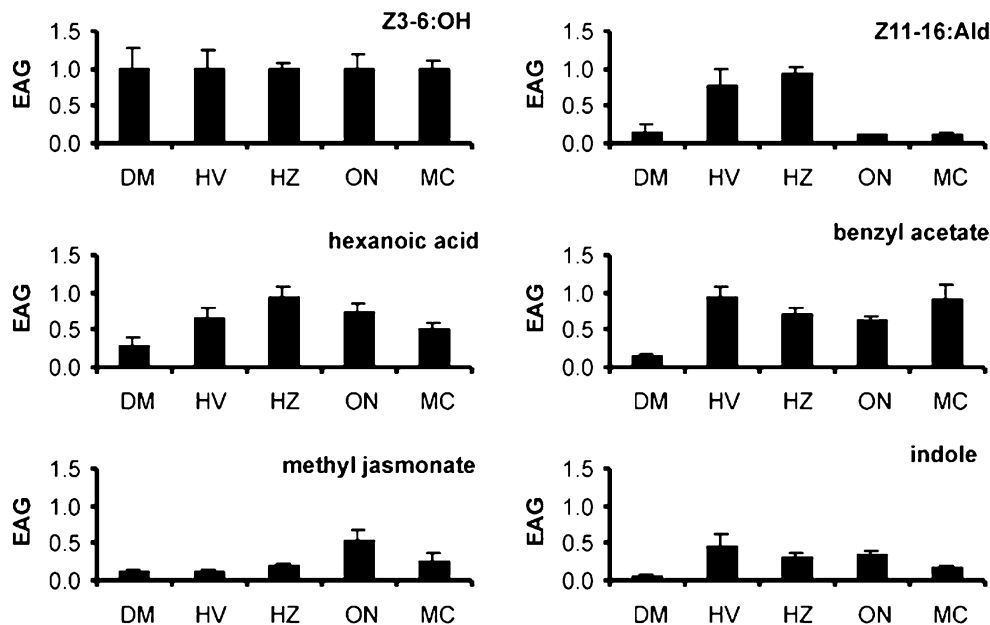 Z3-6:OH
EAG
1.5
1.0
0.5
0.0
DM HV HZ ON MC
Z11-16:Ald
EAG
1.5
1.0
0.5
0.0
DM HV HZ ON MC
hexanoic acid
EAG
1.5
1.0
0.5
0.0
DM HV HZ ON MC
benzyl acetate
EAG
1.5
1.0
0.5
0.0
DM HV HZ ON MC
methyl jasmonate
EAG
1.5
1.0
0.5
0.0
DM HV HZ ON MC
indole
EAG
1.5
1.0
0.5
0.0
DM HV HZ ON MC